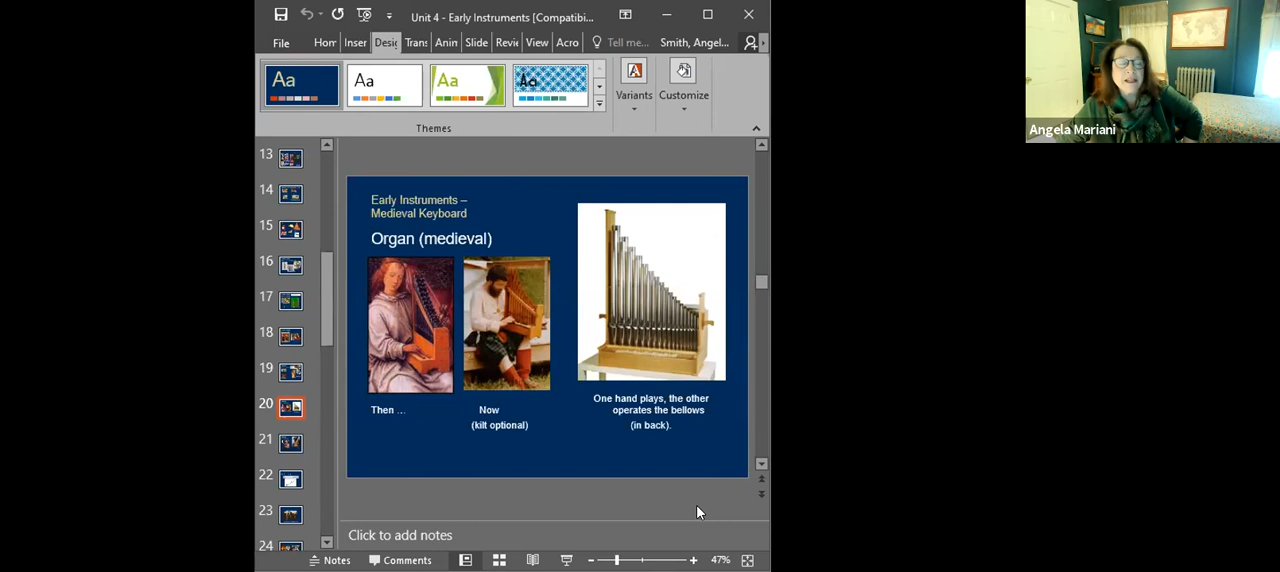 Unit 4 - Early Instruments [Compatibi...
File
Hom
Inser
Desig
Trans
Anin
Slide
Revie
View
Acro
Tell me...
Smith, Angel...
Aa
Aa
Aa
Aa
Variants
Customize
Themes
13
14
15
16
17
18
19
20
21
22
23
24
Early Instruments –
Medieval Keyboard
Organ (medieval)
Then ...
Now
(kilt optional)
One hand plays, the other
operates the bellows
(in back).
Click to add notes
Notes
Comments
47%
Angela Mariani